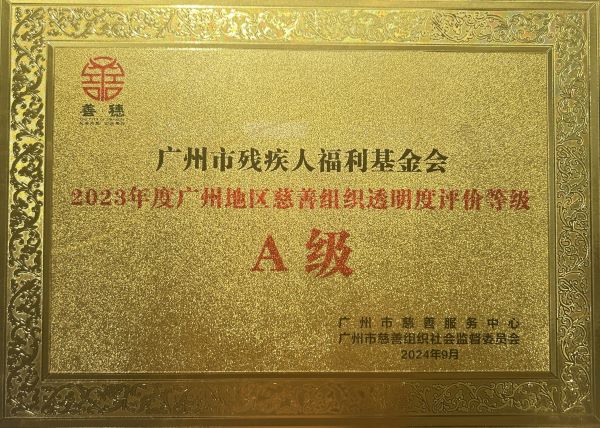 善穗
广州市残疾人福利基金会
2023年度广州地区慈善组织透明度评价等级
A 级
广州市慈善服务中心
广州市慈善组织社会监督委员会
2024年9月